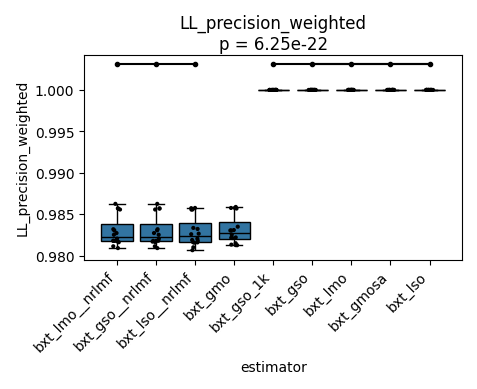 LL_precision_weighted
p = 6.25e-22
LL_precision_weighted
1.000
0.995
0.990
0.985
0.980
bxt_lmo__nrlmf
bxt_gso__nrlmf
bxt_lso__nrlmf
bxt_gmo
bxt_gso_1k
bxt_gso
bxt_lmo
bxt_gmosa
bxt_lso
estimator